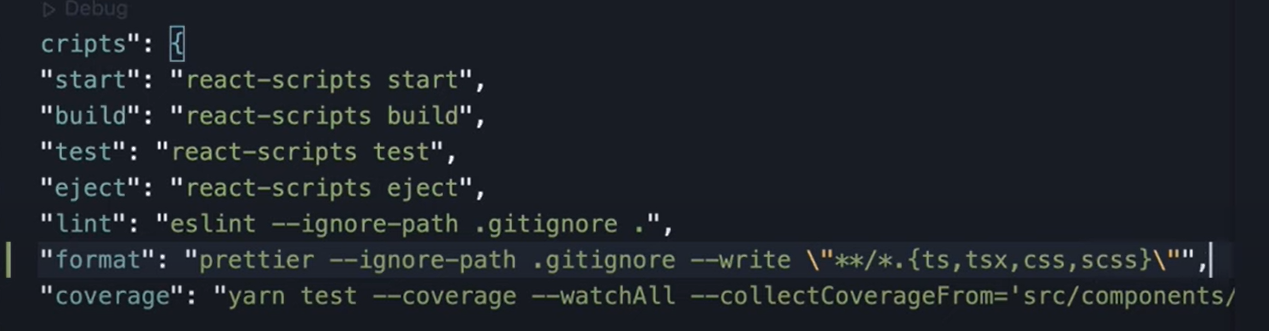 Debug
cripts": {
"start": "react-scripts start",
"build": "react-scripts build",
"test": "react-scripts test",
"eject": "react-scripts eject",
"lint": "eslint --ignore-path .gitignore .",
"format": "prettier --ignore-path .gitignore --write \"**/*.{ts,tsx,css,scss}\"",
"coverage": "yarn test --coverage --watchAll --collectCoverageFrom='src/components/